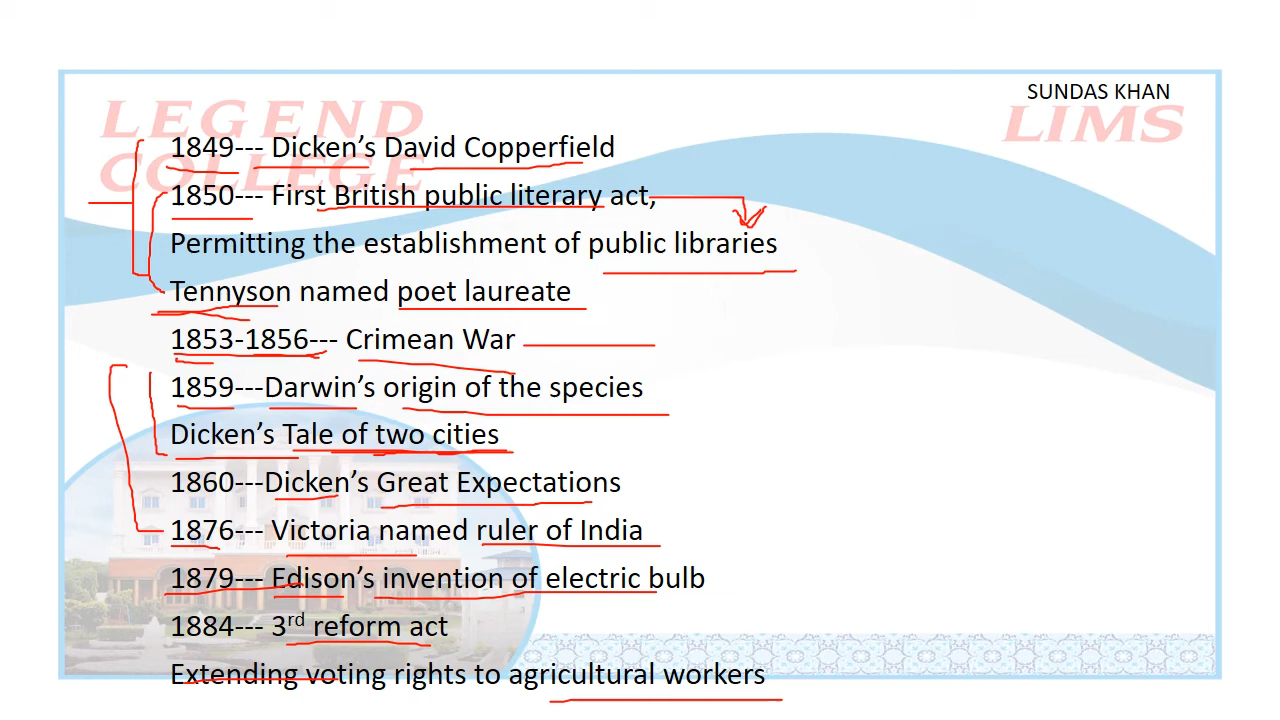 SUNDAS KHAN
LEGEND
COLLEGE
LIMS
1849--- Dicken’s David Copperfield
1850--- First British public literary act,
Permitting the establishment of public libraries
Tennyson named poet laureate
1853-1856--- Crimean War
1859---Darwin’s origin of the species
Dicken’s Tale of two cities
1860---Dicken’s Great Expectations
1876--- Victoria named ruler of India
1879--- Edison’s invention of electric bulb
1884--- 3rd reform act
Extending voting rights to agricultural workers